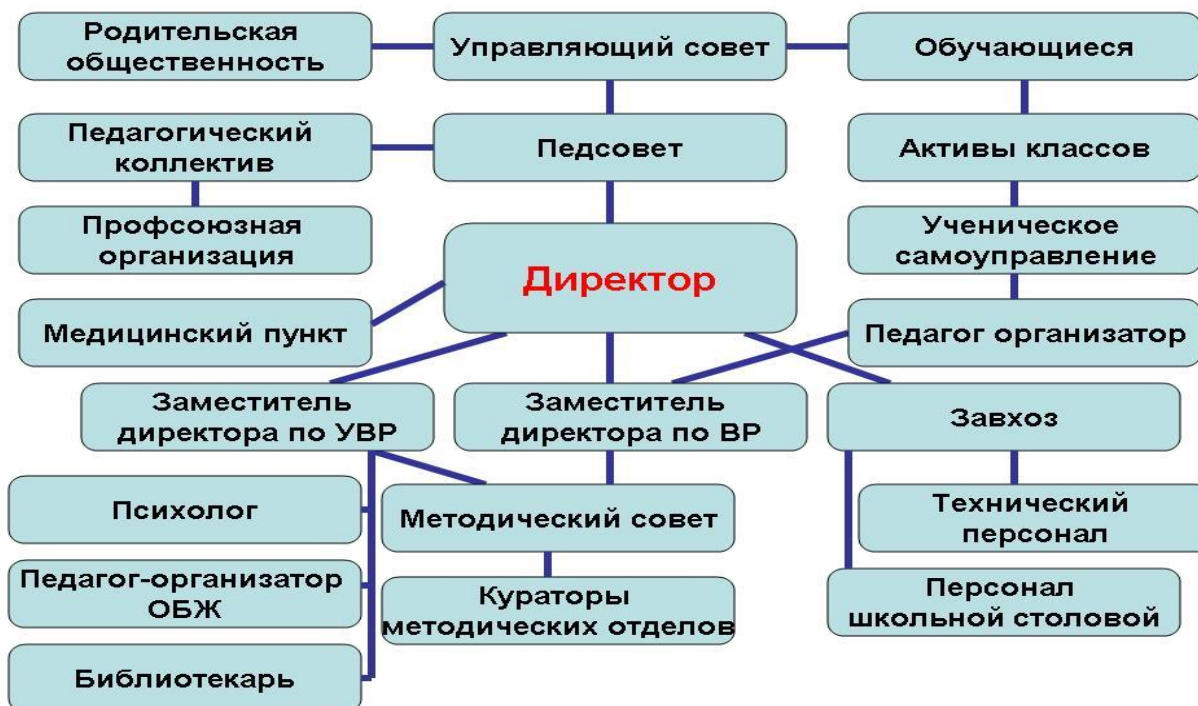 Родительская
общественность
Управляющий совет
Обучающиеся
Педагогический
коллектив
Педсовет
Активы классов
Профсоюзная
организация
Директор
Ученическое
самоуправление
Медицинский пункт
Педагог организатор
Заместитель
директора по УВР
Заместитель
директора по ВР
Завхоз
Психолог
Методический совет
Технический
персонал
Педагог-организатор
ОБЖ
Кураторы
методических отделов
Персонал
школьной столовой
Библиотекарь